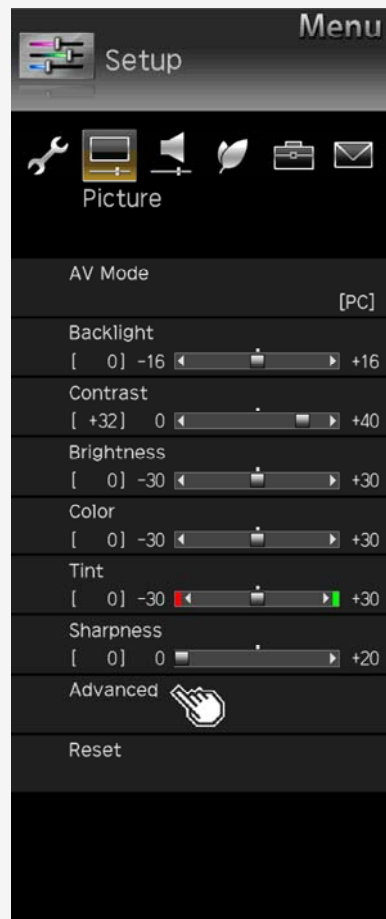 Menu
Setup
Picture
AV Mode
[PC]
Backlight
[ 0] -16 +16
Contrast
[ +32] 0 +40
Brightness
[ 0] -30 +30
Color
[ 0] -30 +30
Tint
[ 0] -30 +30
Sharpness
[ 0] 0 +20
Advanced
Reset